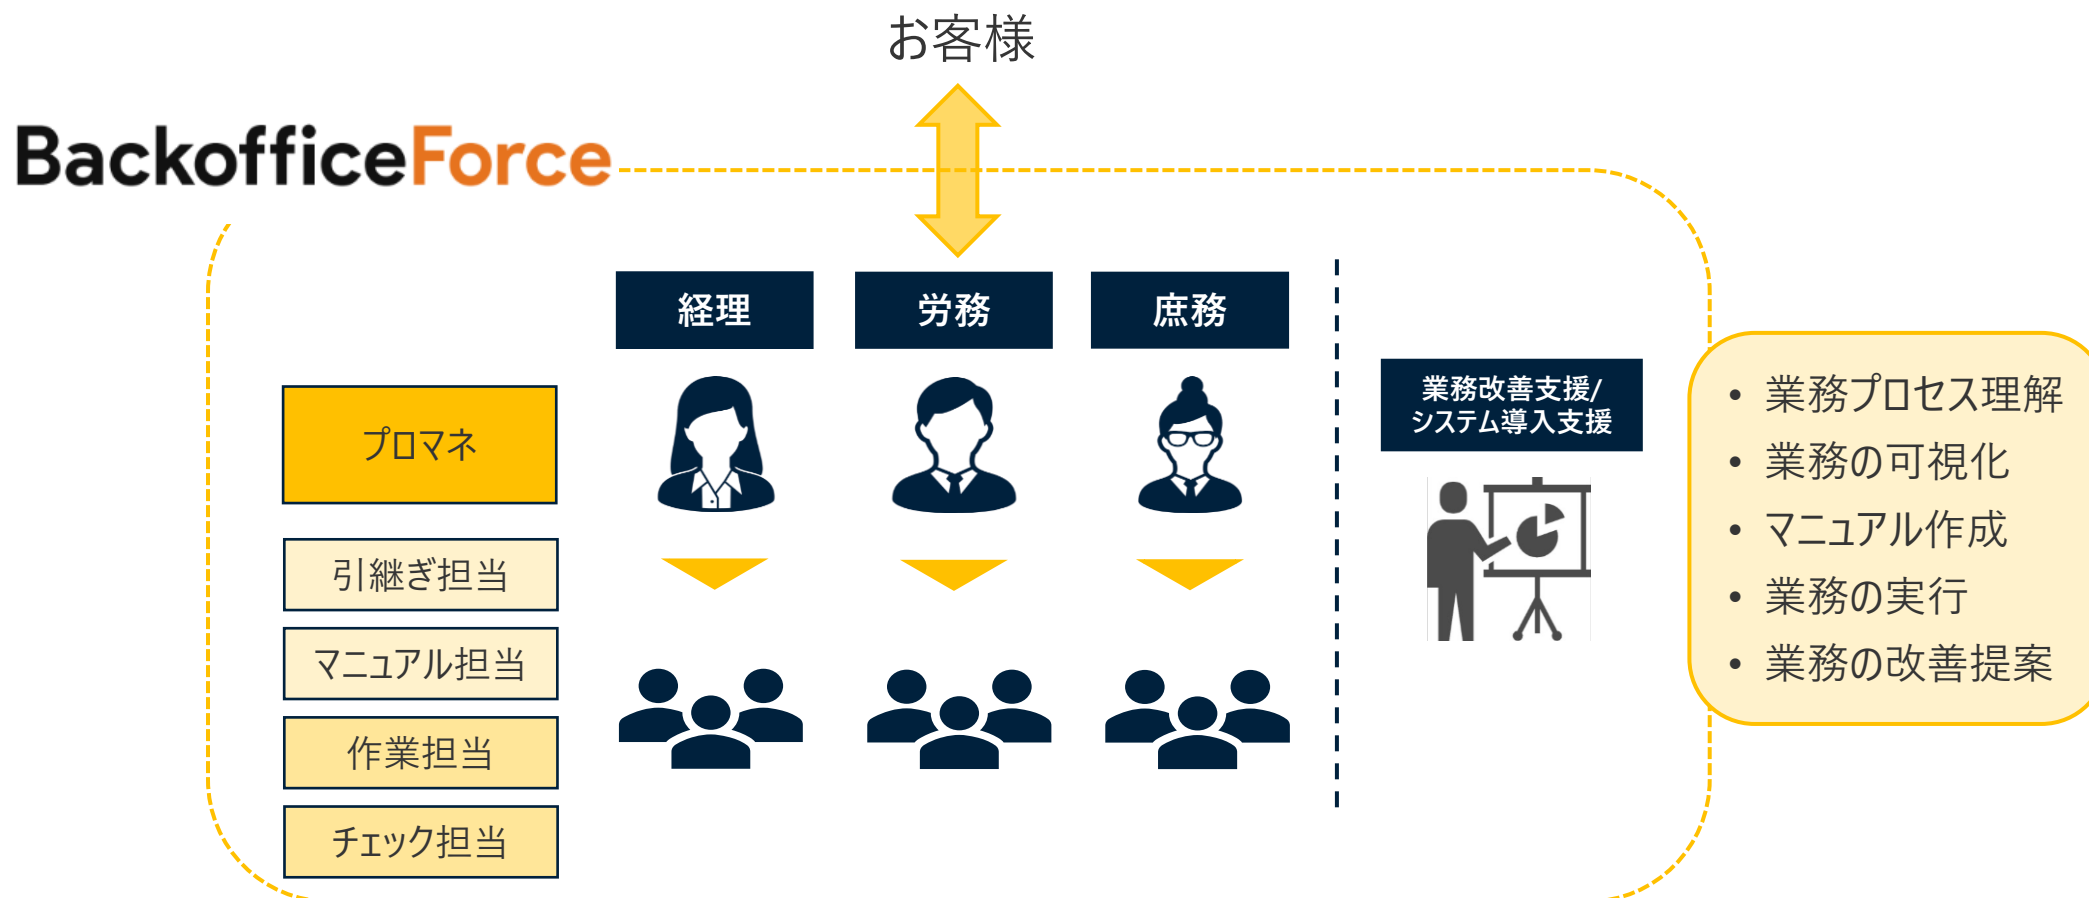 お客様
BackofficeForce
経理
労務
庶務
プロマネ
引継ぎ担当
マニュアル担当
作業担当
チェック担当
業務改善支援/
システム導入支援
• 業務プロセス理解
• 業務の可視化
• マニュアル作成
• 業務の実行
• 業務の改善提案